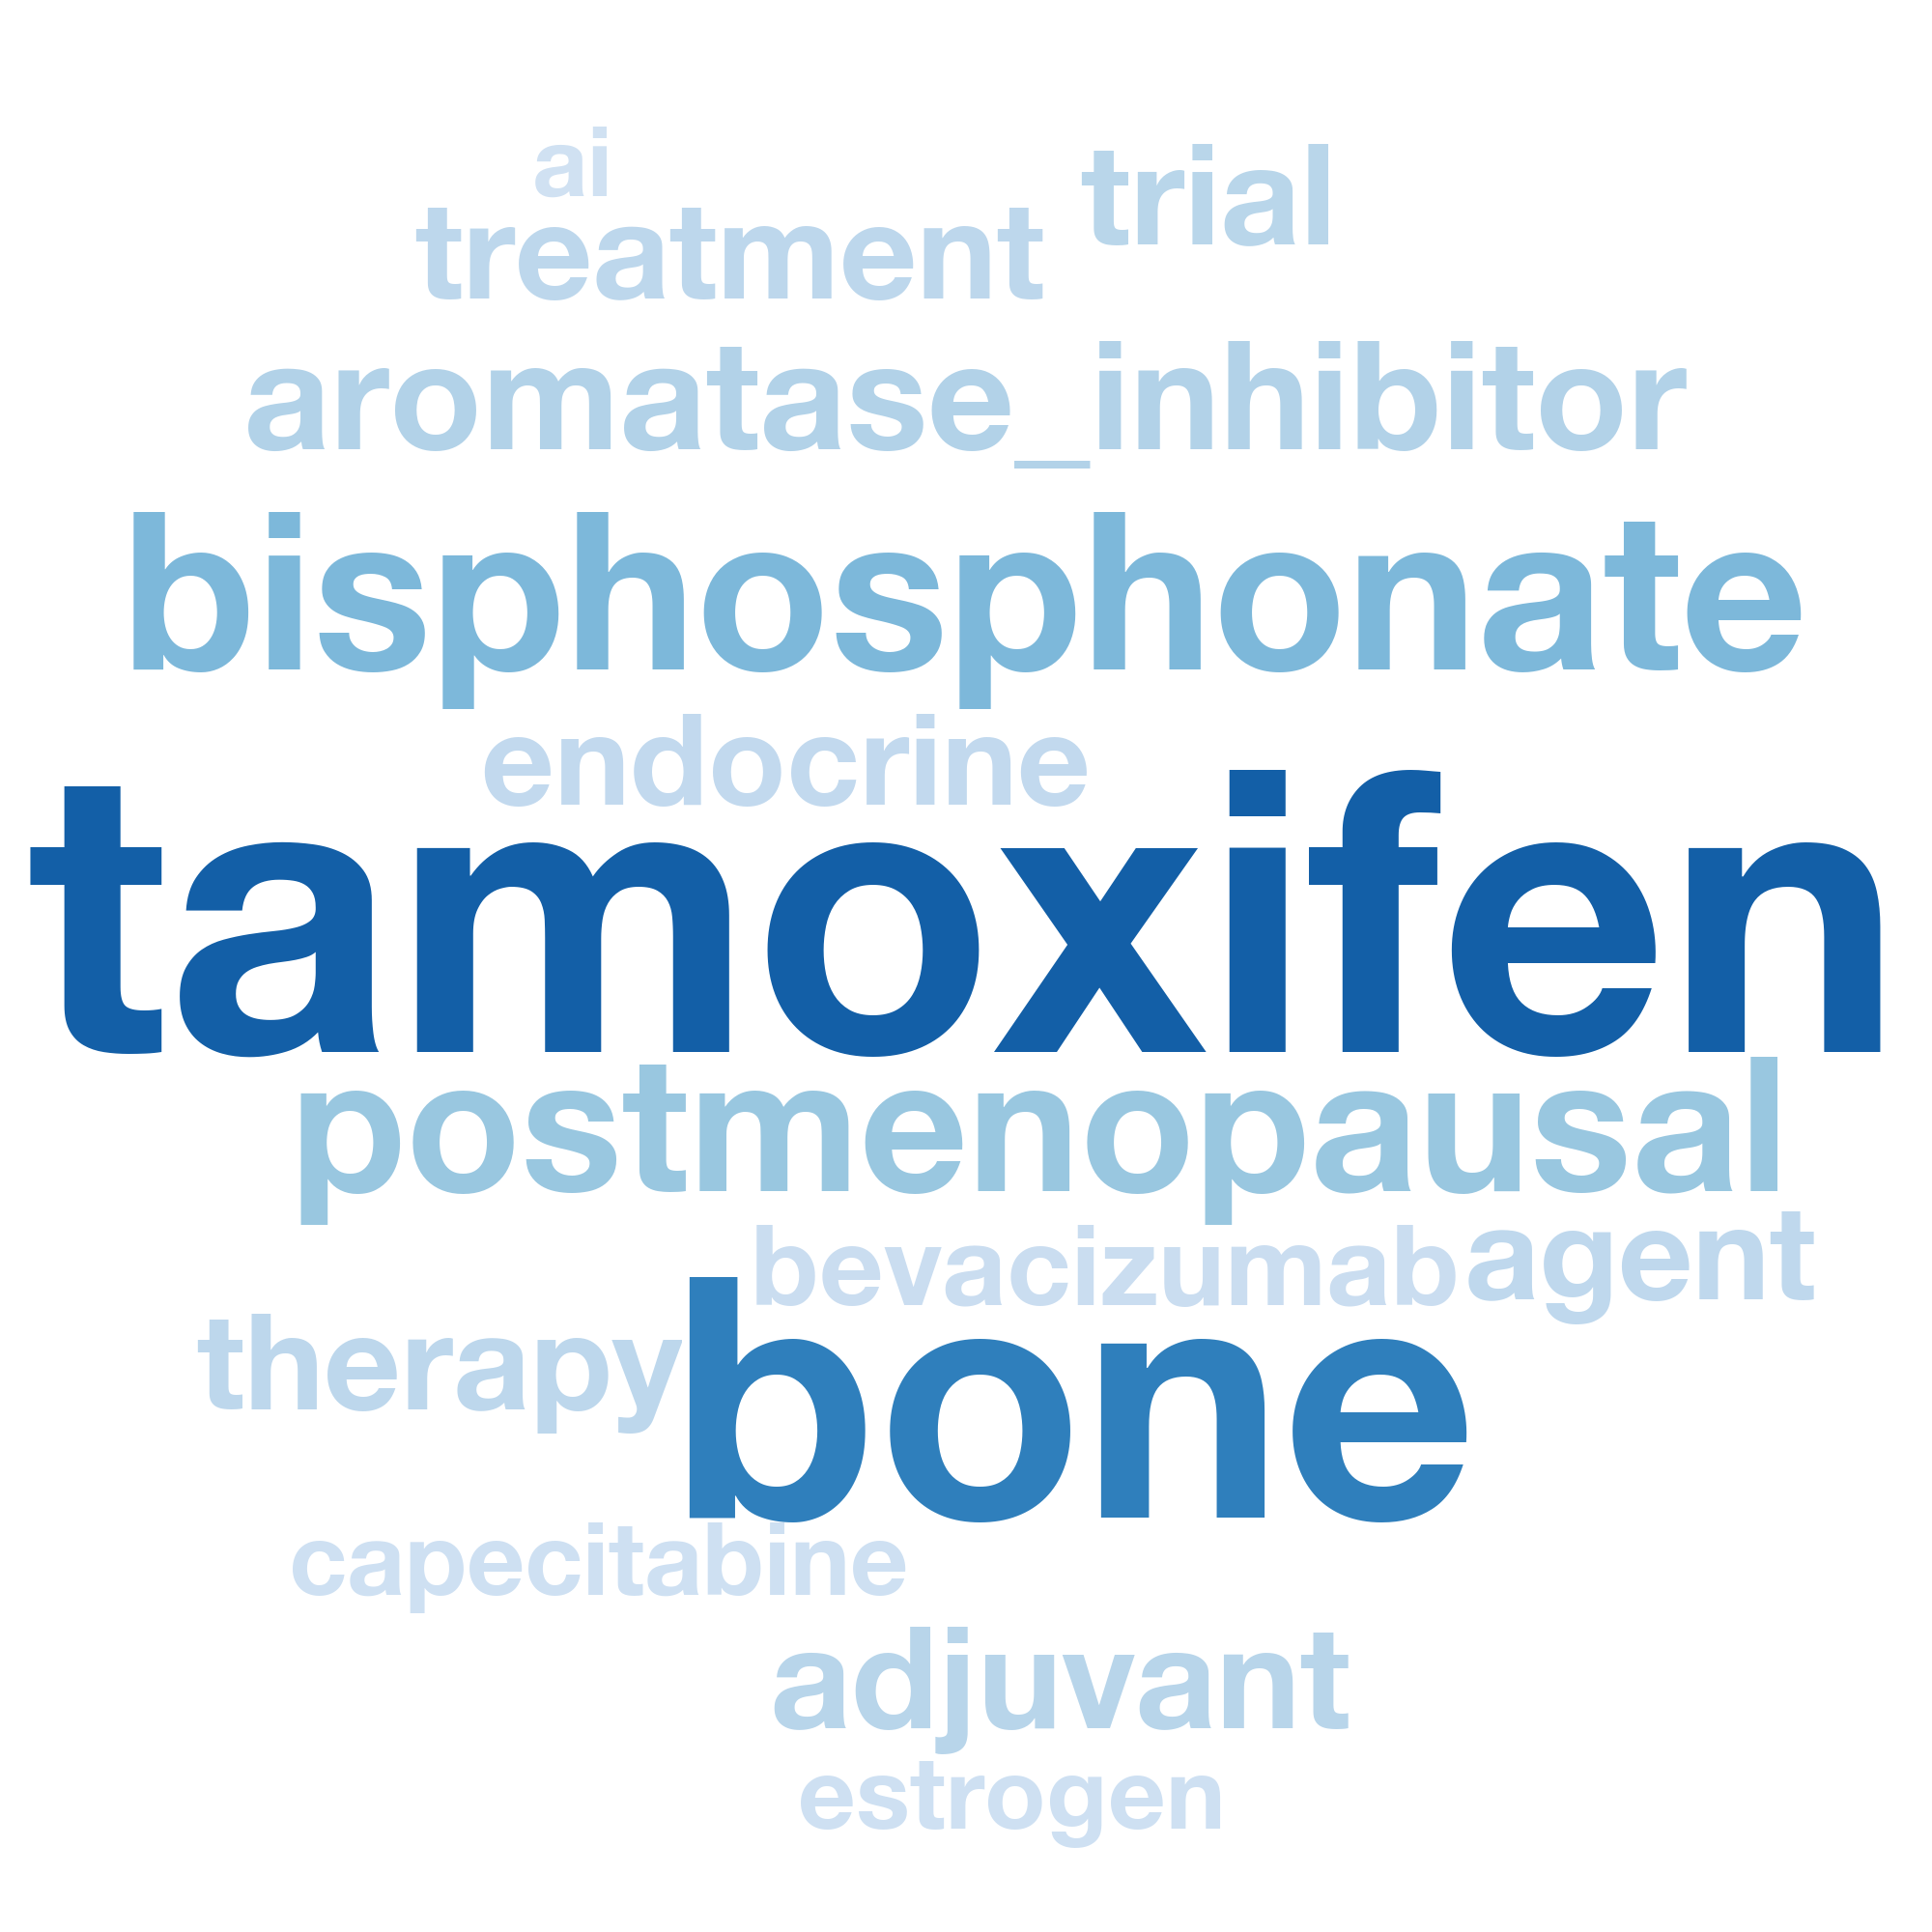 ai
trial
treatment
aromatase_inhibitor
bisphosphonate
endocrine
tamoxifen
postmenopausal
bevacizumab
agent
therapy
bone
capecitabine
adjuvant
estrogen